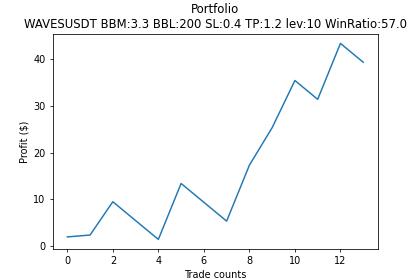 Portfolio
WAVESUSDT BBM:3.3 BBL:200 SL:0.4 TP:1.2 lev:10 WinRatio:57.0
Profit ($)
40
30
20
10
0
0 2 4 6 8 10 12
Trade counts